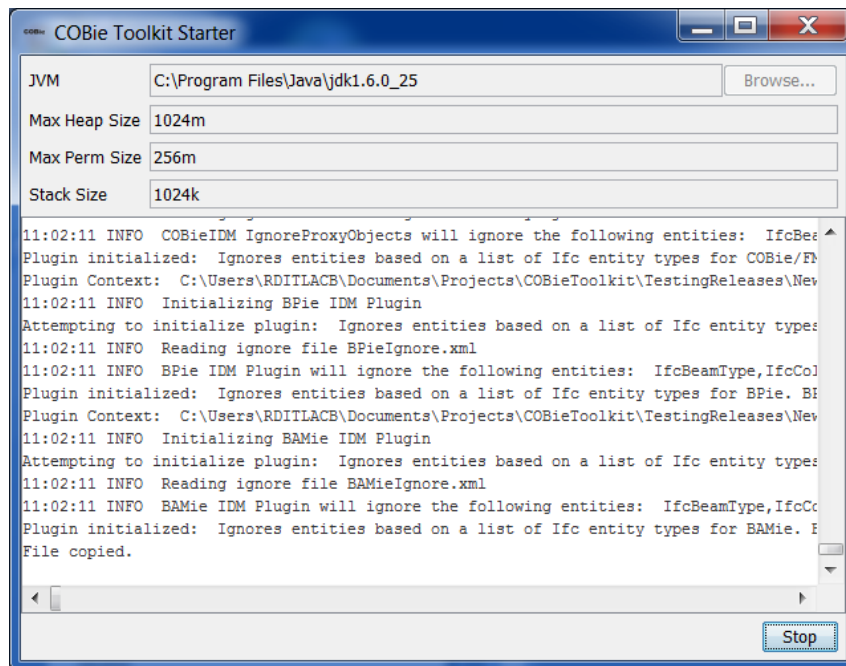 COBie COBie Toolkit Starter
JVM C:\Program Files\Java\jdk1.6.0_25 Browse...
Max Heap Size 1024m
Max Perm Size 256m
Stack Size 1024k
11:02:11 INFO COBieIDM IgnoreProxyObjects will ignore the following entities: IfcBea
Plugin initialized: Ignores entities based on a list of Ifc entity types for COBie/FM
Plugin Context: C:\Users\RDITLACB\Documents\Projects\COBieToolkit\TestingReleases\New
11:02:11 INFO Initializing BPie IDM Plugin
Attempting to initialize plugin: Ignores entities based on a list of Ifc entity types
11:02:11 INFO Reading ignore file BPieIgnore.xml
11:02:11 INFO BPie IDM Plugin will ignore the following entities: IfcBeamType,IfcCol
Plugin initialized: Ignores entities based on a list of Ifc entity types for BPie. BP
Plugin Context: C:\Users\RDITLACB\Documents\Projects\COBieToolkit\TestingReleases\New
11:02:11 INFO Initializing BAMie IDM Plugin
Attempting to initialize plugin: Ignores entities based on a list of Ifc entity types
11:02:11 INFO Reading ignore file BAMieIgnore.xml
11:02:11 INFO BAMie IDM Plugin will ignore the following entities: IfcBeamType,IfcCo
Plugin initialized: Ignores entities based on a list of Ifc entity types for BAMie.
File copied.
Stop